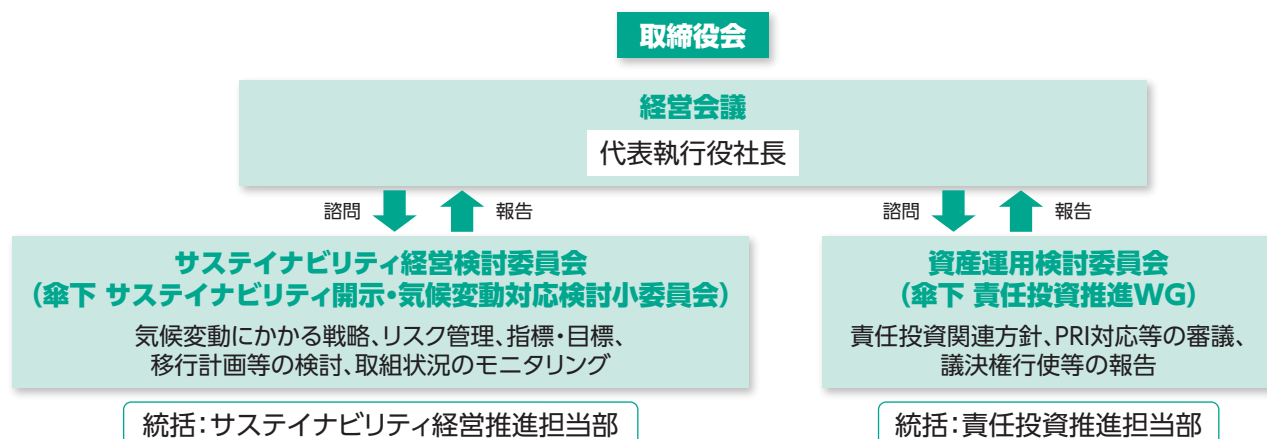 取締役会
経営会議
代表執行役社長
諮問
報告
諮問
報告
サステイナビリティ経営検討委員会
（傘下 サステイナビリティ開示・気候変動対応検討小委員会）
気候変動にかかる戦略、リスク管理、指標・目標、
移行計画等の検討、取組状況のモニタリング
統括：サステイナビリティ経営推進担当部
資産運用検討委員会
（傘下 責任投資推進WG）
責任投資関連方針、PRI対応等の審議、
議決権行使等の報告
統括：責任投資推進担当部